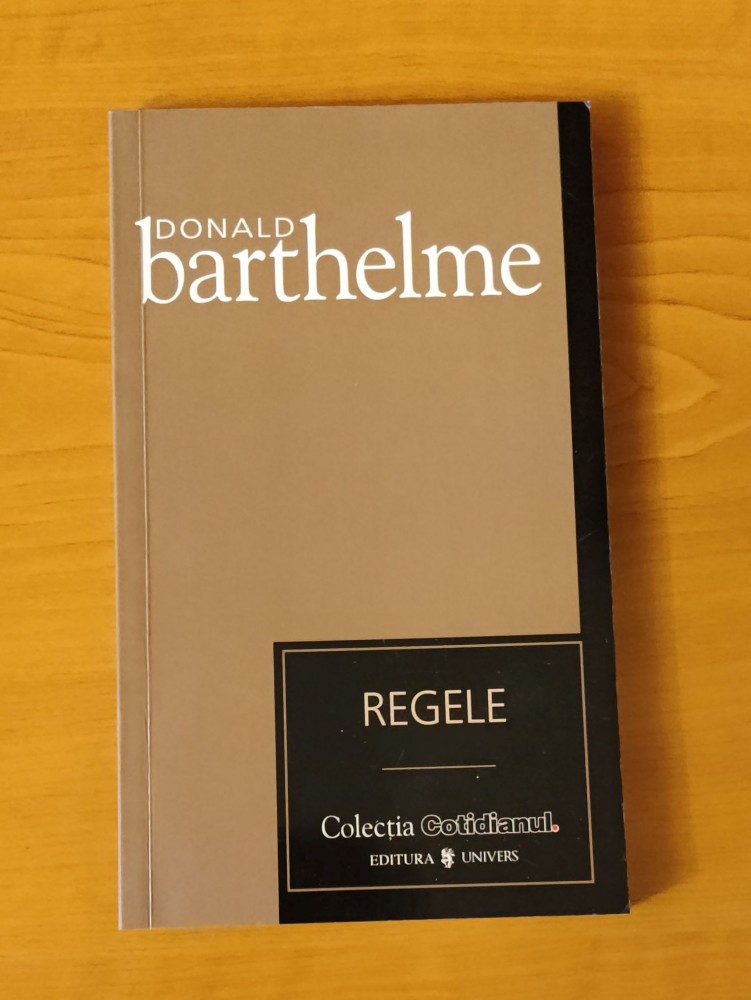 DONALD
barthelme
REGELE
Colecția Cotidianul.
EDITURA UNIVERS